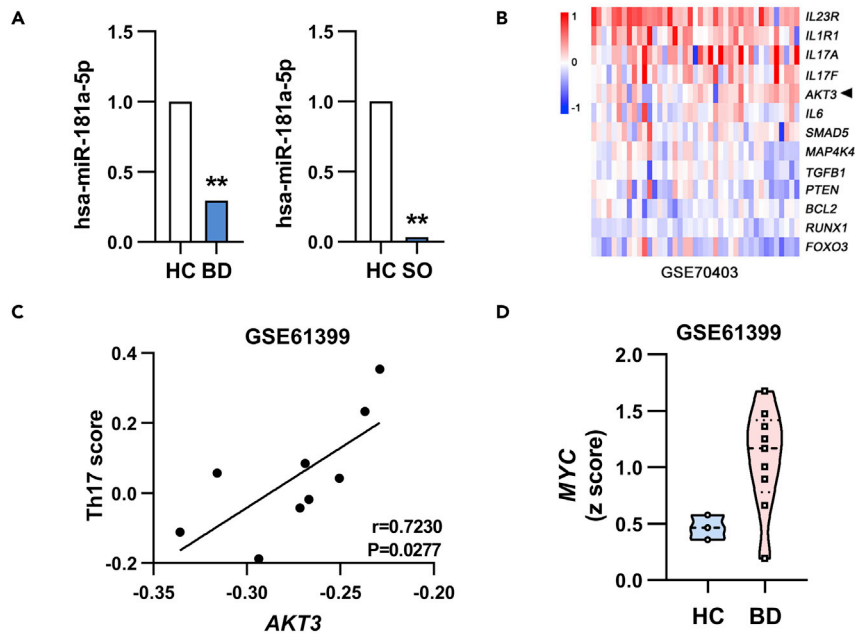 A
hsa-miR-181a-5p
1.5
1.0
0.5
0.0
**
HC BD
hsa-miR-181a-5p
1.5
1.0
0.5
0.0
**
HC SO
B
1
0
-1
IL23R
IL1R1
IL17A
IL17F
AKT3
IL6
SMAD5
MAP4K4
TGFB1
PTEN
BCL2
RUNX1
FOXO3
GSE70403
C
GSE61399
Th17 score
0.4
0.2
0.0
-0.2
r=0.7230
P=0.0277
-0.35
-0.30
-0.25
-0.20
AKT3
D
GSE61399
MYC
(z score)
2.0
1.5
1.0
0.5
0.0
HC
BD